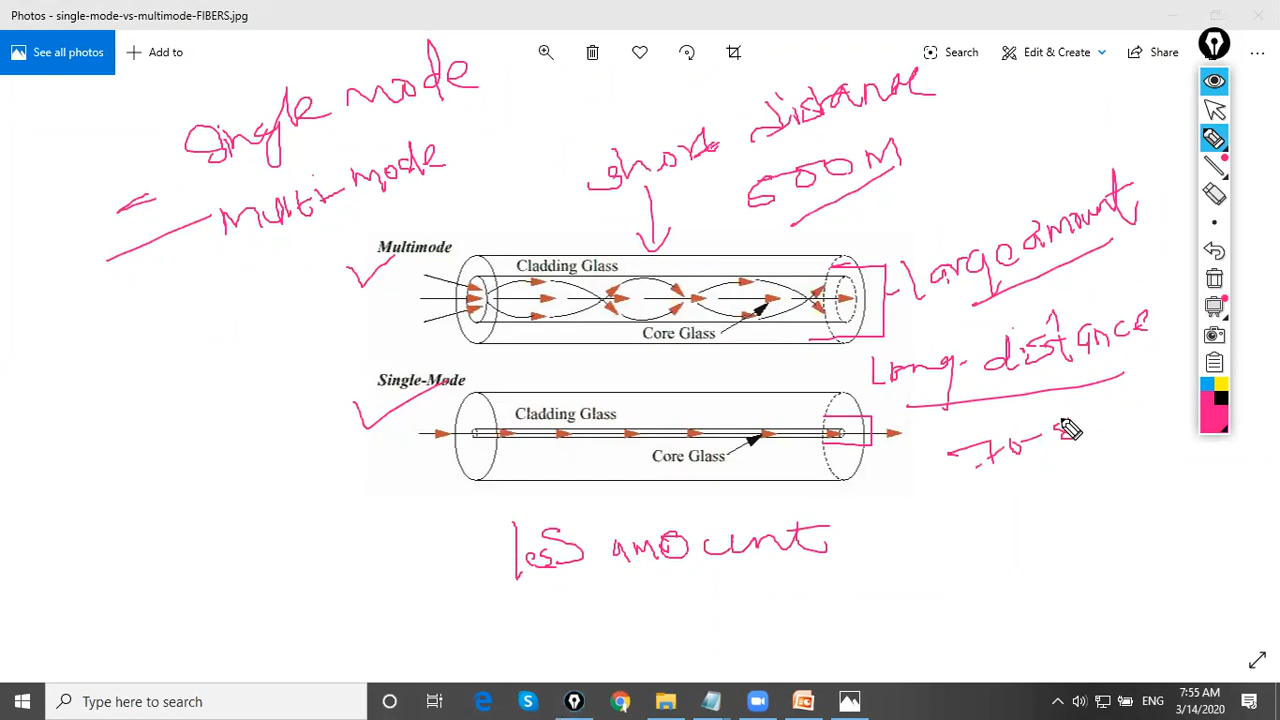 Photos - single-mode-vs-multimode-FIBERS.jpg
See all photos
Add to
Search
Edit & Create
Share
Single mode
Multi-mode
short distance
500M
Multimode
Cladding Glass
Core Glass
Large amount
Long-distance
70-
Single-Mode
Cladding Glass
Core Glass
less amount
Type here to search
ENG
7:55 AM
3/14/2020